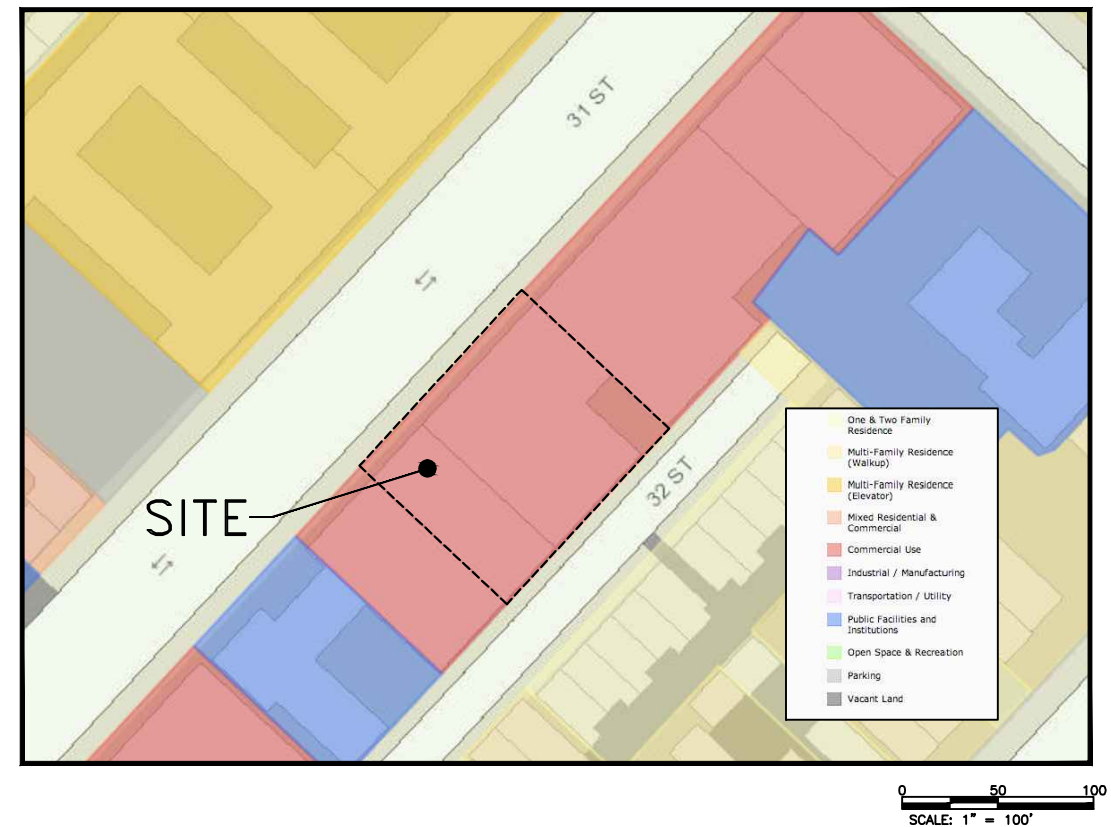 31 ST
SITE
32 ST
One & Two Family
Residence
Multi-Family Residence
(Walkup)
Multi-Family Residence
(Elevator)
Mixed Residential &
Commercial
Commercial Use
Industrial / Manufacturing
Transportation / Utility
Public Facilities and
Institutions
Open Space & Recreation
Parking
Vacant Land
0 50 100
SCALE: 1" = 100'